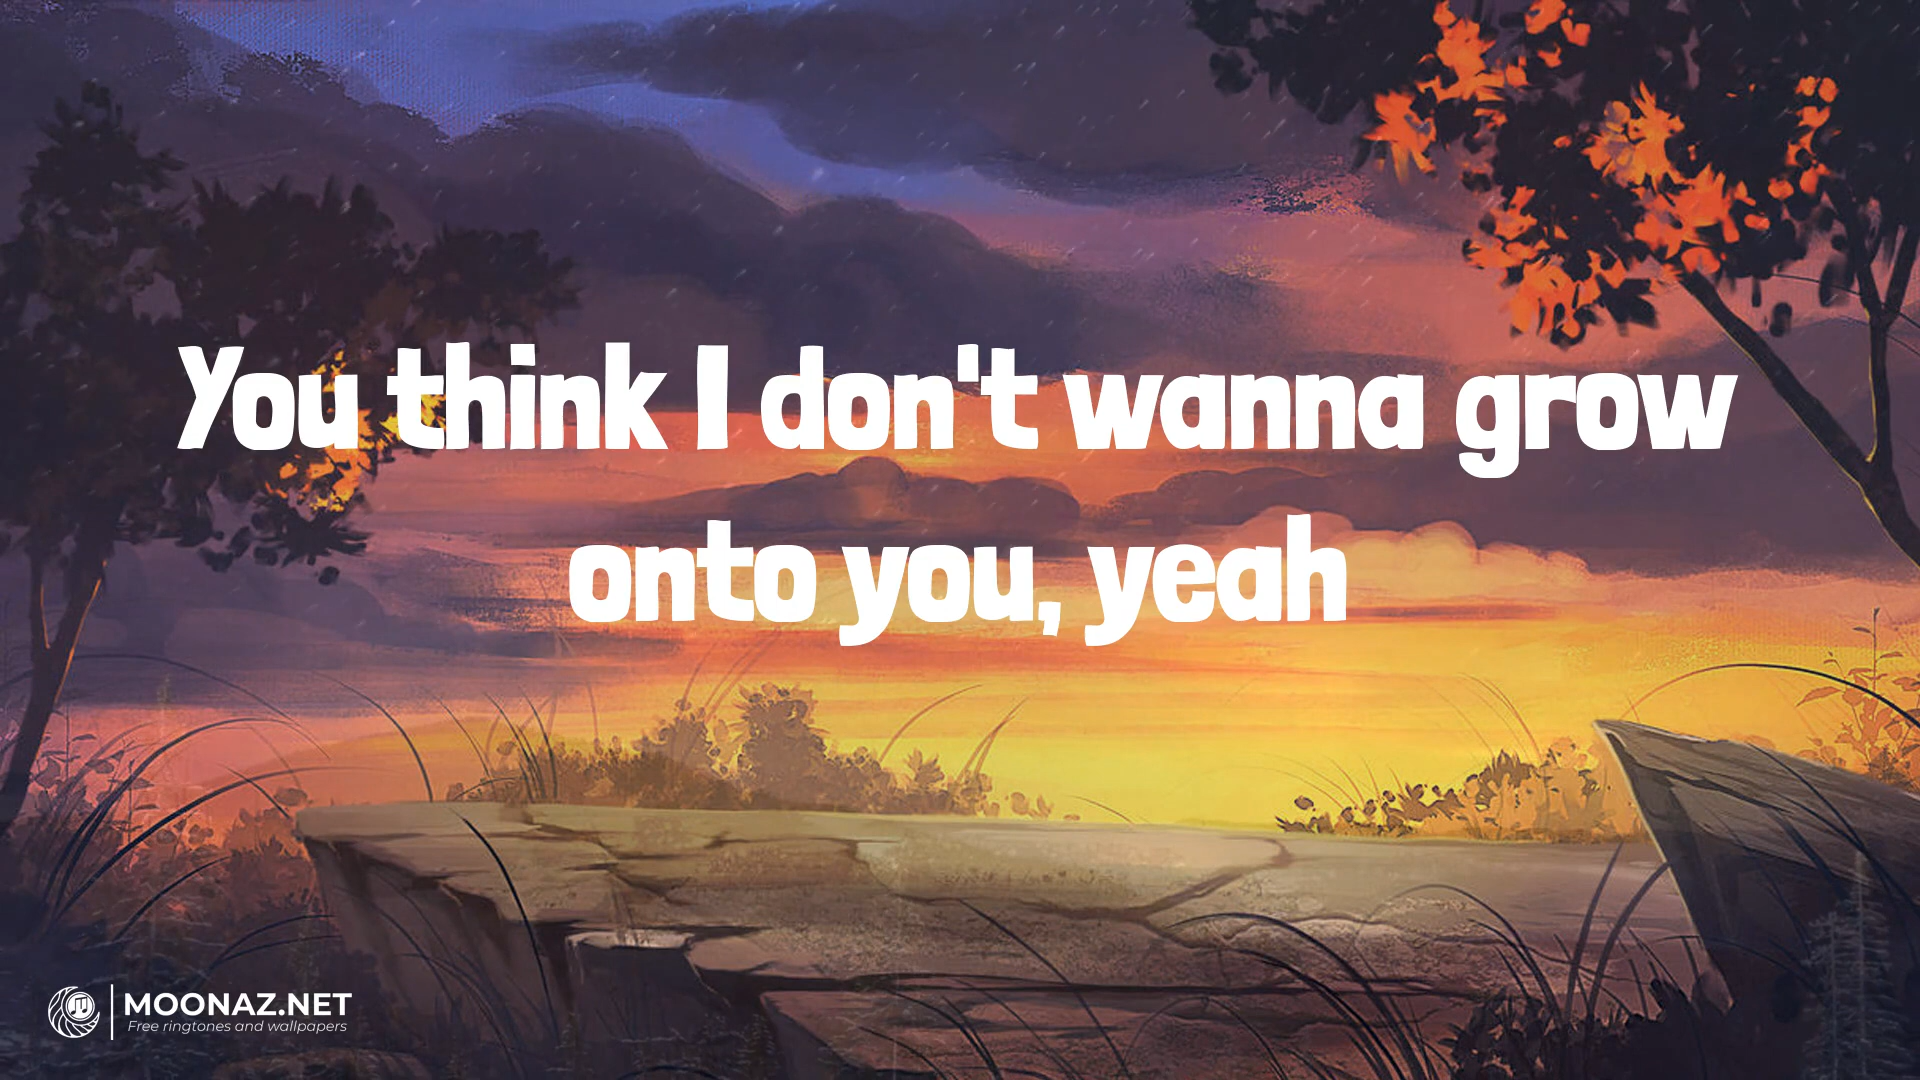 You think I don't wanna grow
onto you, yeah
MOONAZ.NET
Free ringtones and wallpapers